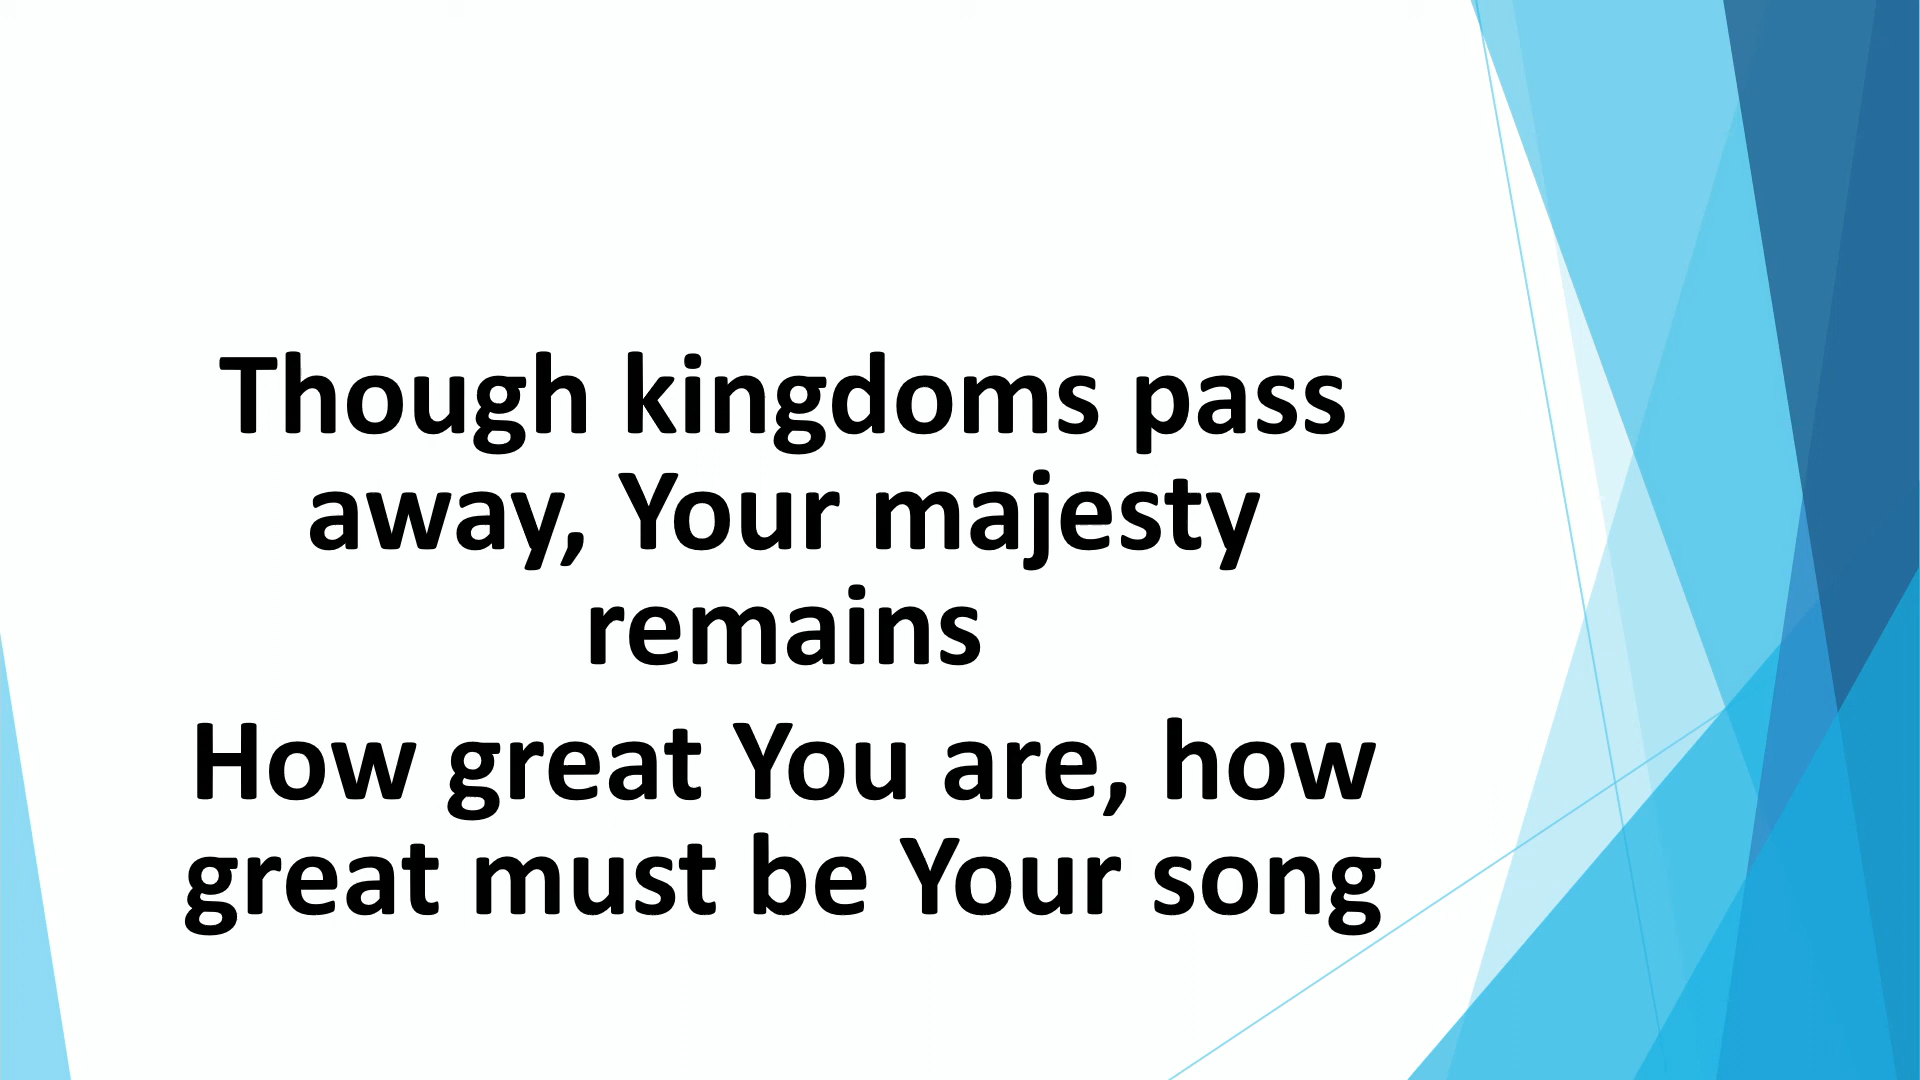 Though kingdoms pass
away, Your majesty
remains
How great You are, how
great must be Your song